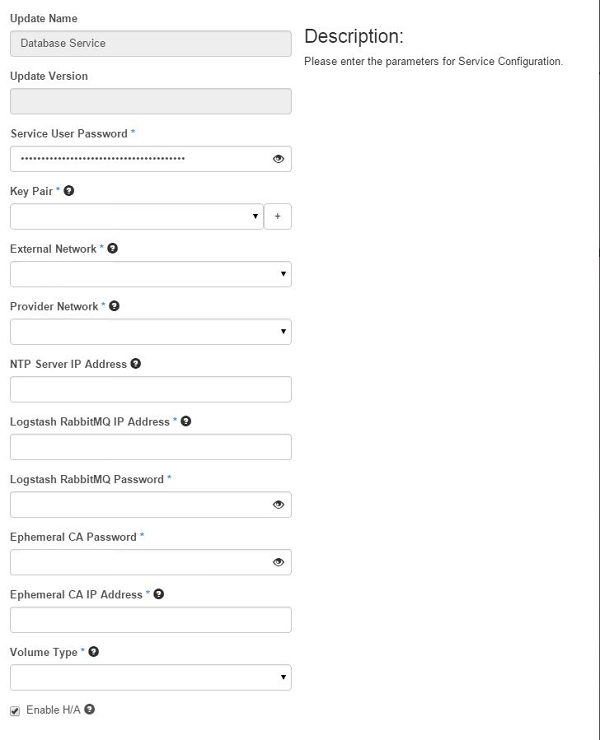 Update Name
Database Service
Update Version
Service User Password *
••••••••••••••••••••••••••••••••••••••••
Key Pair * ?
+
External Network * ?
Provider Network * ?
NTP Server IP Address ?
Logstash RabbitMQ IP Address * ?
Logstash RabbitMQ Password *
Ephemeral CA Password *
Ephemeral CA IP Address * ?
Volume Type * ?
Enable H/A ?
Description:
Please enter the parameters for Service Configuration.